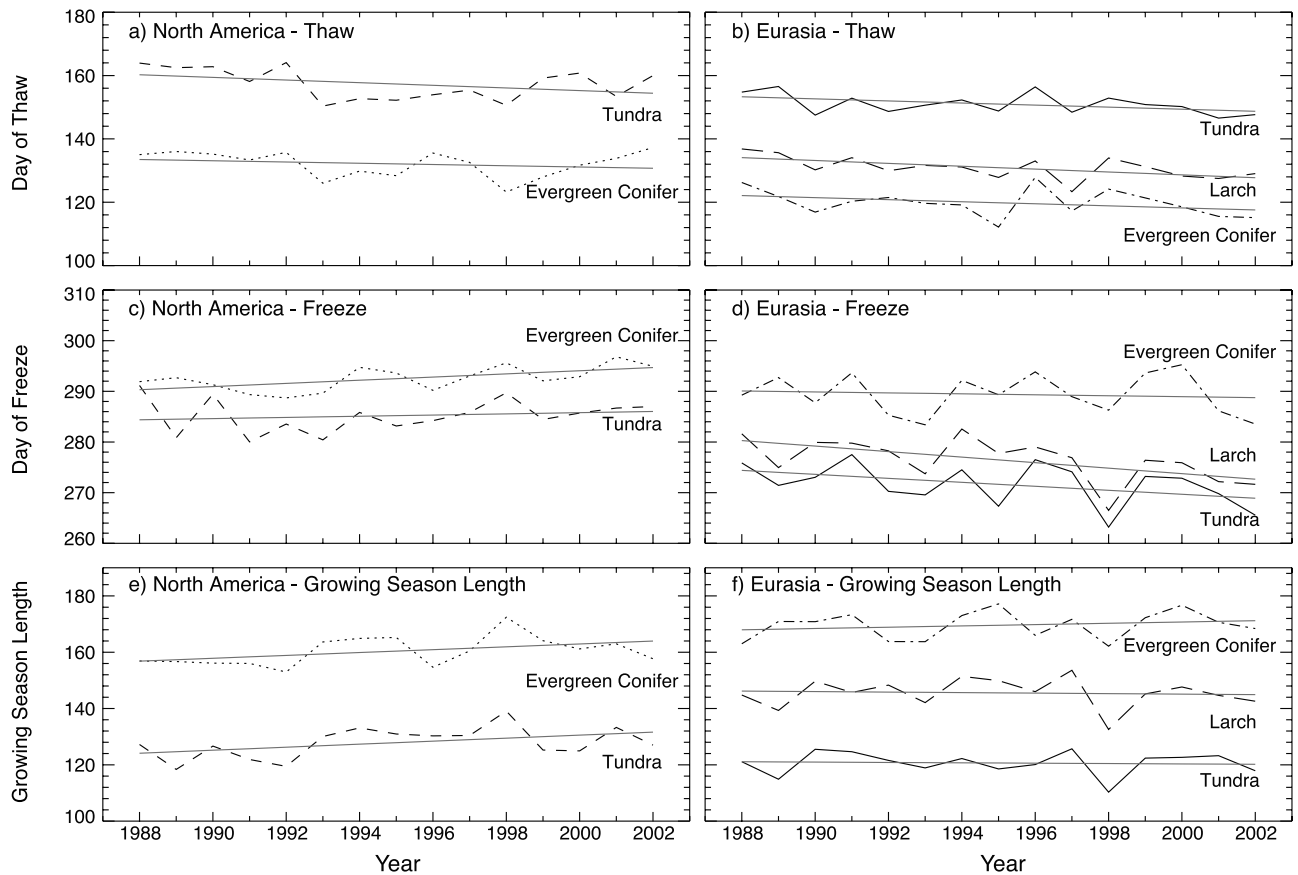 a) North America - Thaw
b) Eurasia - Thaw
Day of Thaw
180
160
140
120
100
Tundra
Evergreen Conifer
Tundra
Larch
Evergreen Conifer
c) North America - Freeze
d) Eurasia - Freeze
Day of Freeze
310
300
290
280
270
260
Evergreen Conifer
Tundra
Evergreen Conifer
Larch
Tundra
e) North America - Growing Season Length
f) Eurasia - Growing Season Length
Growing Season Length
180
160
140
120
100
Evergreen Conifer
Tundra
Evergreen Conifer
Larch
Tundra
1988 1990 1992 1994 1996 1998 2000 2002
1988 1990 1992 1994 1996 1998 2000 2002
Year
Year